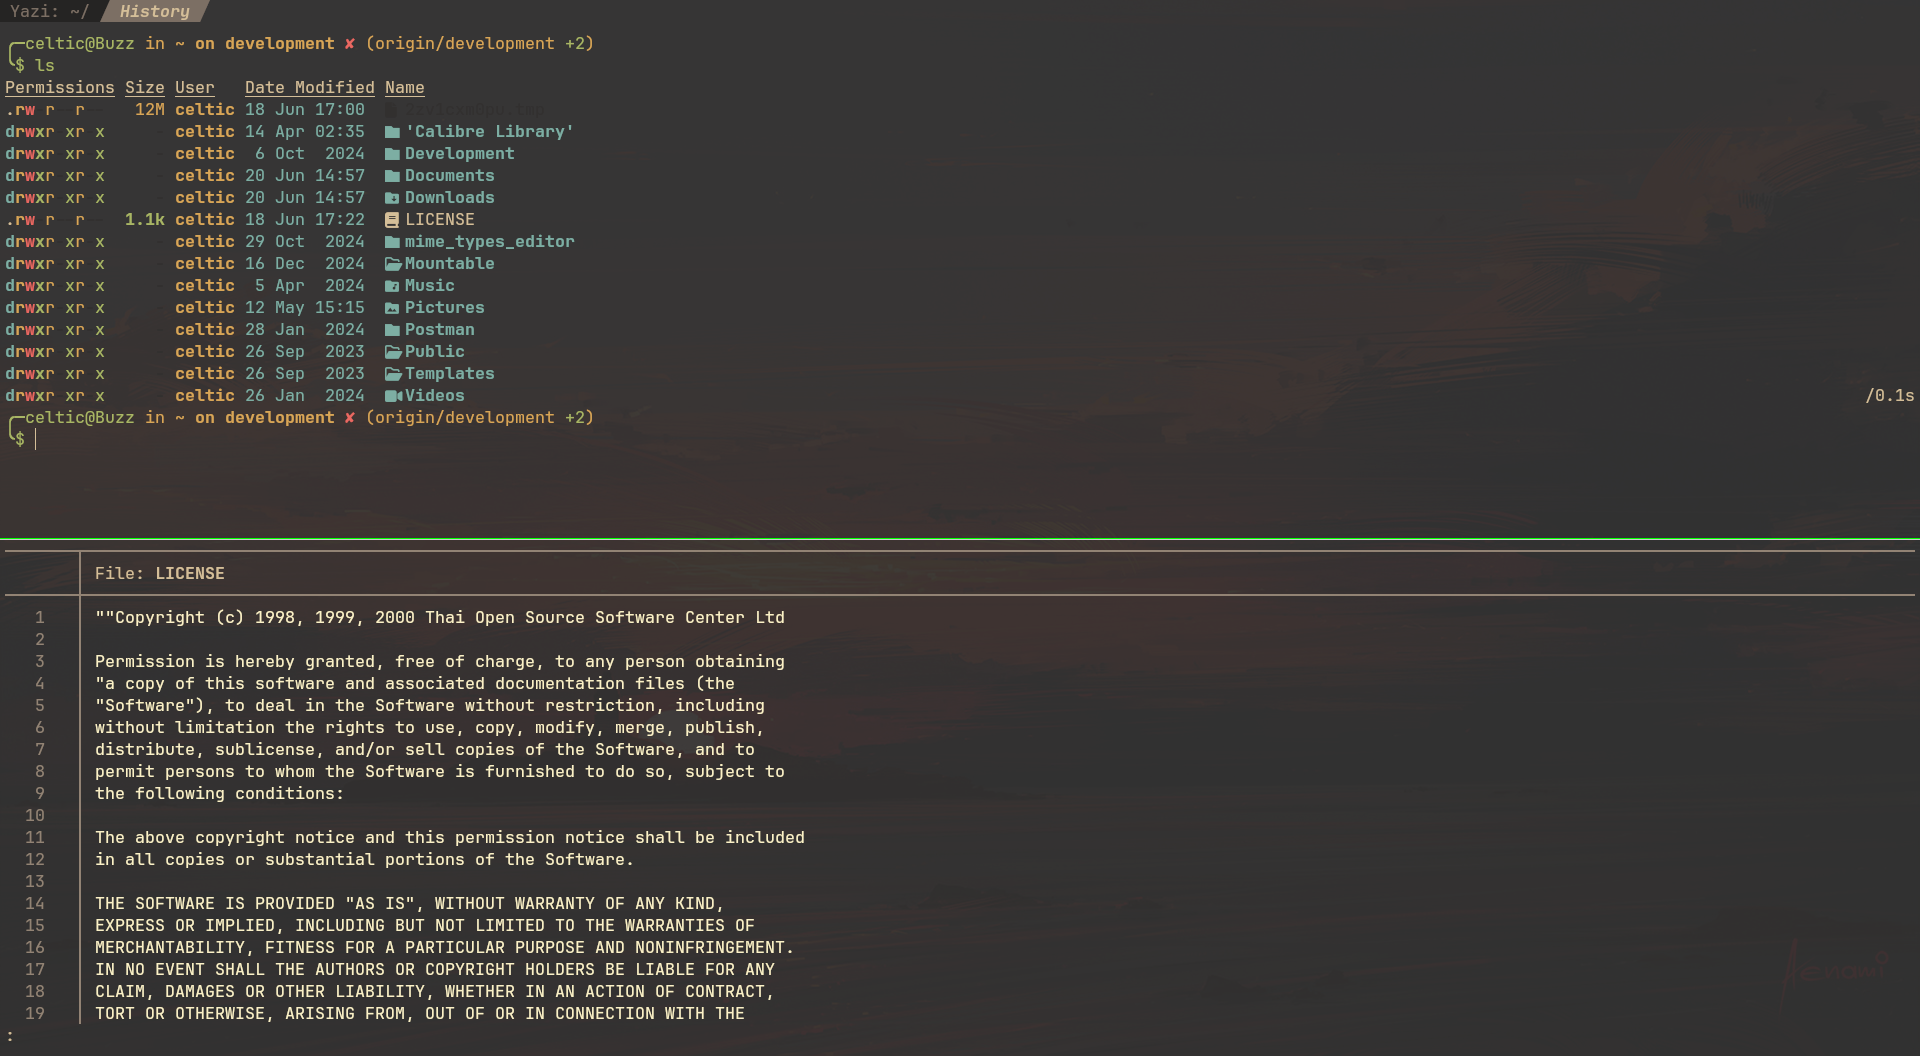 Yazi: ~/ History
celtic@Buzz in ~ on development ✘ (origin/development +2)
$ ls
Permissions Size User Date Modified Name
.rw r r 12M celtic 18 Jun 17:00
drwxr xr x celtic 14 Apr 02:35 'Calibre Library'
drwxr xr x celtic 6 Oct 2024 Development
drwxr xr x celtic 20 Jun 14:57 Documents
drwxr xr x celtic 20 Jun 14:57 Downloads
.rw r r 1.1k celtic 18 Jun 17:22 LICENSE
drwxr xr x celtic 29 Oct 2024 mime_types_editor
drwxr xr x celtic 16 Dec 2024 Mountable
drwxr xr x celtic 5 Apr 2024 Music
drwxr xr x celtic 12 May 15:15 Pictures
drwxr xr x celtic 28 Jan 2024 Postman
drwxr xr x celtic 26 Sep 2023 Public
drwxr xr x celtic 26 Sep 2023 Templates
drwxr xr x celtic 26 Jan 2024 Videos /0.1s
celtic@Buzz in ~ on development ✘ (origin/development +2)
$
File: LICENSE
1 ""Copyright (c) 1998, 1999, 2000 Thai Open Source Software Center Ltd
2
3 Permission is hereby granted, free of charge, to any person obtaining
4 "a copy of this software and associated documentation files (the
5 "Software"), to deal in the Software without restriction, including
6 without limitation the rights to use, copy, modify, merge, publish,
7 distribute, sublicense, and/or sell copies of the Software, and to
8 permit persons to whom the Software is furnished to do so, subject to
9 the following conditions:
10
11 The above copyright notice and this permission notice shall be included
12 in all copies or substantial portions of the Software.
13
14 THE SOFTWARE IS PROVIDED "AS IS", WITHOUT WARRANTY OF ANY KIND,
15 EXPRESS OR IMPLIED, INCLUDING BUT NOT LIMITED TO THE WARRANTIES OF
16 MERCHANTABILITY, FITNESS FOR A PARTICULAR PURPOSE AND NONINFRINGEMENT.
17 IN NO EVENT SHALL THE AUTHORS OR COPYRIGHT HOLDERS BE LIABLE FOR ANY
18 CLAIM, DAMAGES OR OTHER LIABILITY, WHETHER IN AN ACTION OF CONTRACT,
19 TORT OR OTHERWISE, ARISING FROM, OUT OF OR IN CONNECTION WITH THE
: